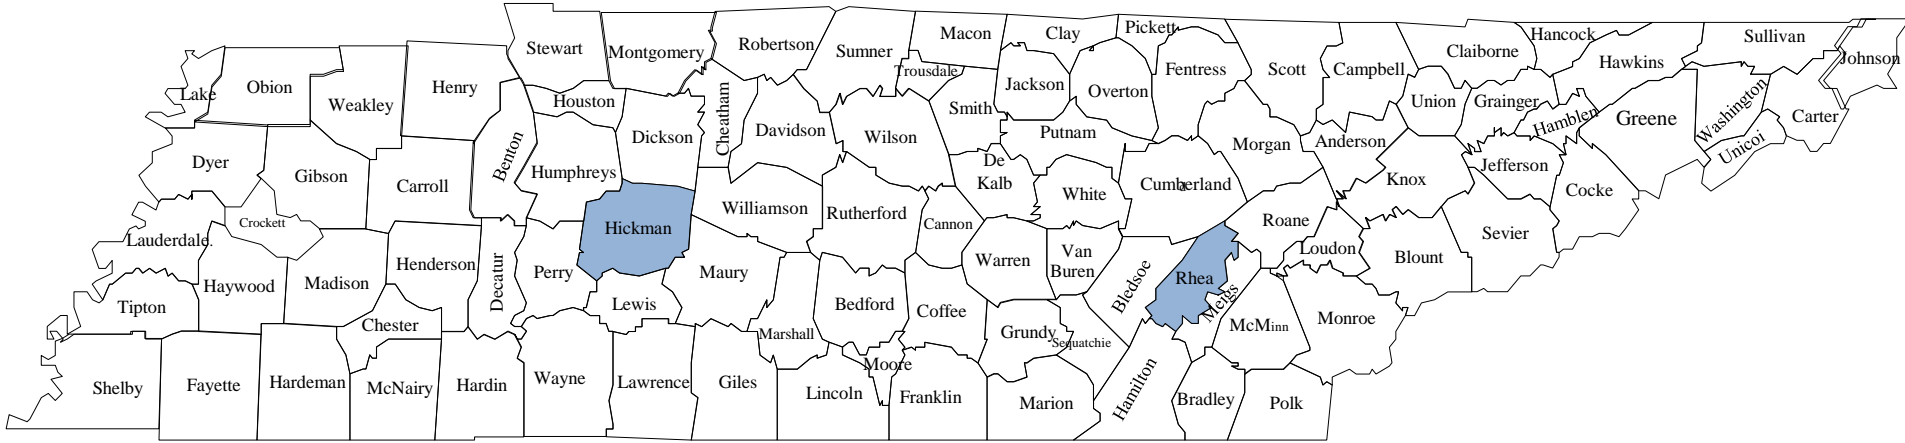 Stewart
Montgomery
Robertson
Sumner
Macon
Clay
Pickett
Fentress
Scott
Campbell
Claiborne
Hancock
Hawkins
Sullivan
Johnson
Lake
Obion
Weakley
Henry
Houston
Dickson
Cheatham
Davidson
Wilson
Trousdale
Smith
Jackson
Overton
Putnam
Morgan
Anderson
Union
Grainger
Hamblen
Greene
Washington
Unicoi
Carter
Dyer
Gibson
Carroll
Benton
Humphreys
Hickman
Williamson
Rutherford
Cannon
De
Kalb
White
Cumberland
Roane
Knox
Jefferson
Cocke
Sevier
Blount
Loudon
Crockett
Lauderdale.
Haywood
Madison
Henderson
Decatur
Perry
Lewis
Maury
Bedford
Coffee
Warren
Van
Buren
Bledsoe
Rhea
Meigs
McMinn
Monroe
Tipton
Chester
Marshall
Moore
Grundy
Sequatchie
Shelby
Fayette
Hardeman
McNairy
Hardin
Wayne
Lawrence
Giles
Lincoln
Franklin
Marion
Hamilton
Bradley
Polk